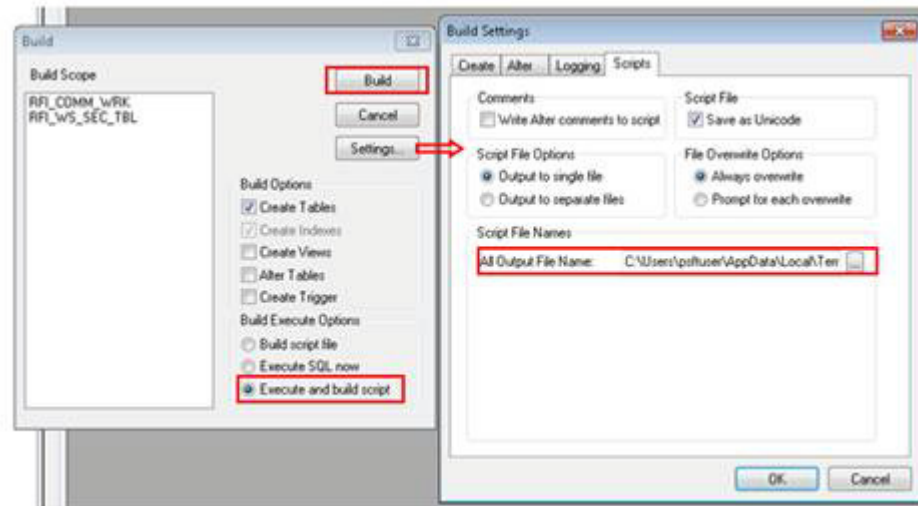 Build
Build Scope
RFI_COMM_WRK
RFI_WS_SEC_TBL
Build
Cancel
Settings...
Build Options
Create Tables
Create Indexes
Create Views
Alter Tables
Create Trigger
Build Execute Options
Build script file
Execute SQL now
Execute and build script
Build Settings
Create Alter Logging Scripts
Comments
Write Alter comments to script
Script File
Save as Unicode
Script File Options
Output to single file
Output to separate files
File Overwrite Options
Always overwrite
Prompt for each overwrite
Script File Names
All Output File Name: C:\Users\psftuser\AppData\Local\Terr ...
OK
Cancel